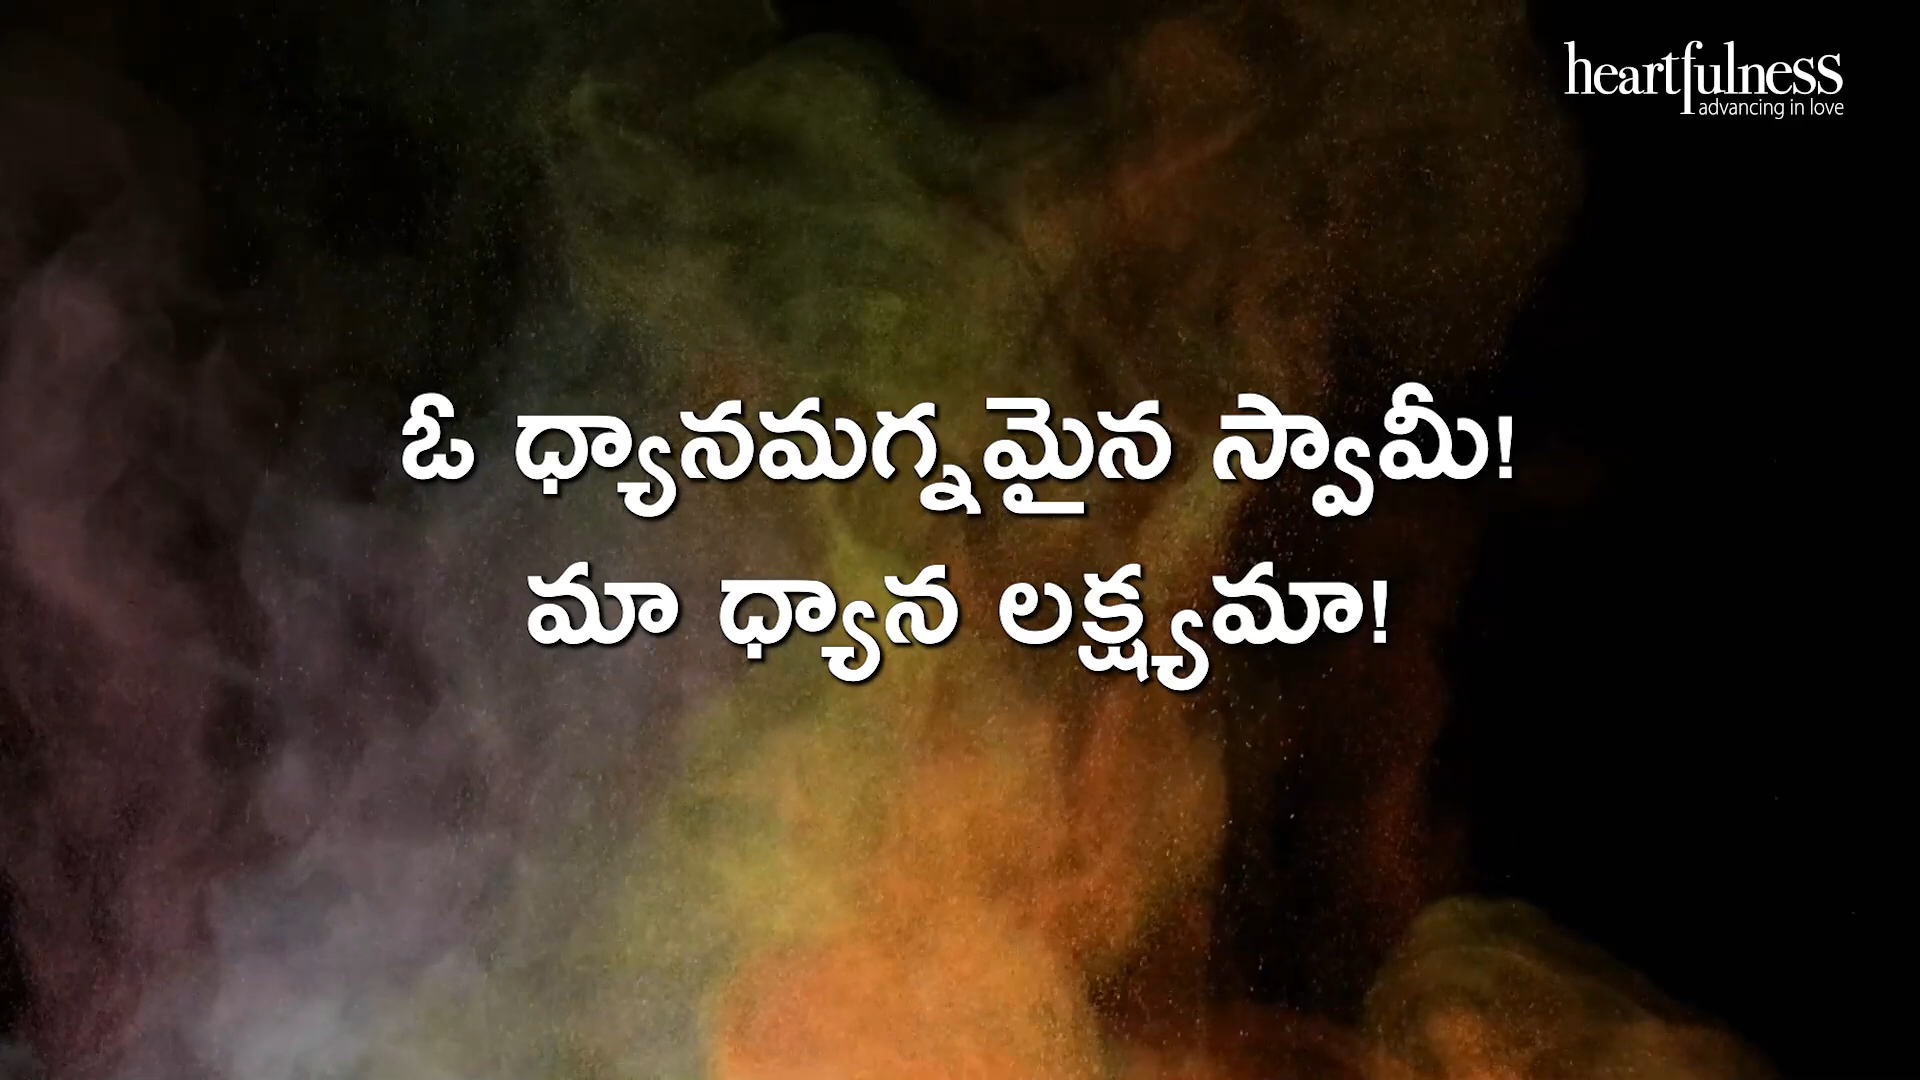 heartfulness
advancing in love
ఓ ధ్యానమగ్నమైన స్వామీ!
మా ధ్యాన లక్ష్యమా!